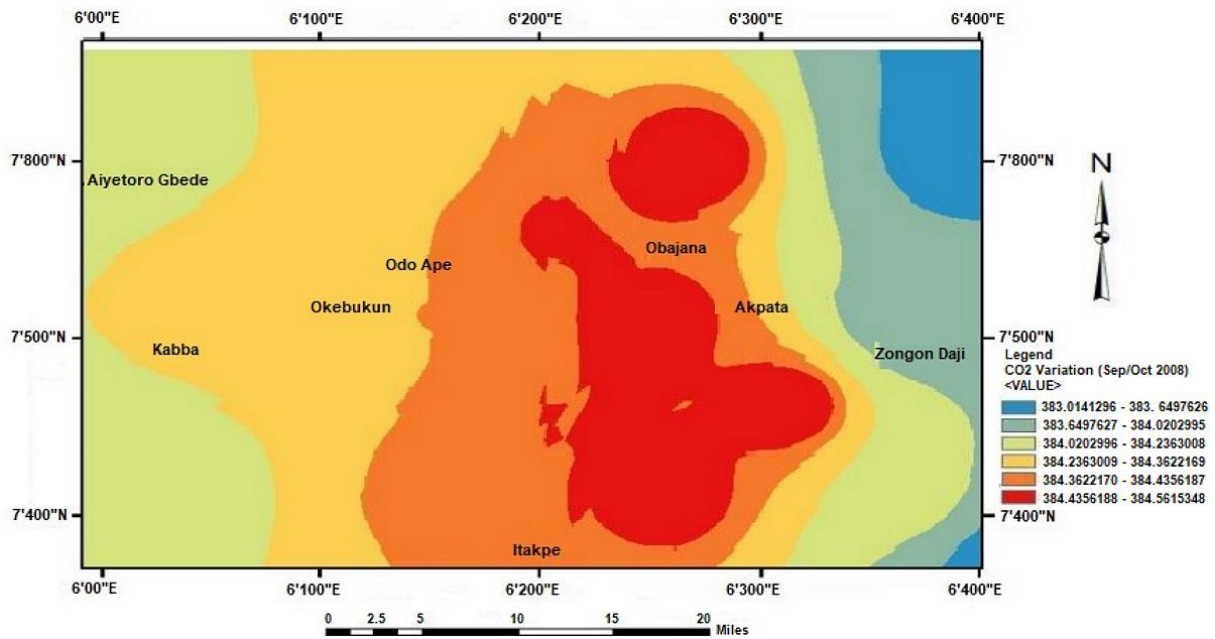 6'00"E 6'100"E 6'200"E 6'300"E 6'400"E
7'800"N 7'800"N
Aiyetoro Gbede
N
Obajana
Odo Ape
Okebukun Akpata
7'500"N 7'500"N
Kabba Zongon Daji
Legend
CO2 Variation (Sep/Oct 2008)
<VALUE>
383.0141296 - 383. 6497626
383.6497627 - 384.0202995
384.0202996 - 384.2363008
384.2363009 - 384.3622169
384.3622170 - 384.4356187
384.4356188 - 384.5615348
7'400"N 7'400"N
Itakpe
6'00"E 6'100"E 6'200"E 6'300"E 6'400"E
0 2.5 5 10 15 20
Miles